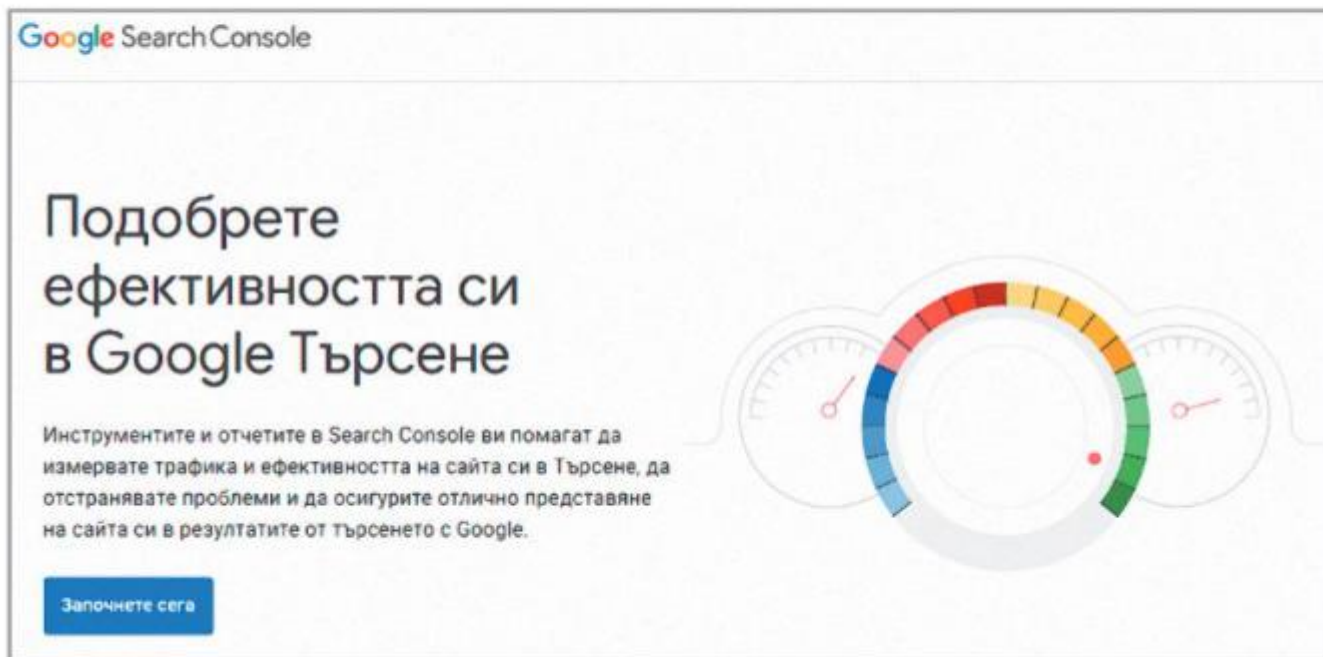 Google Search Console
Подобрете
ефективността си
в Google Търсене
Инструментите и отчетите в Search Console ви помагат да
измервате трафика и ефективността на сайта си в Търсене, да
отстранявате проблеми и да осигурите отлично представяне
на сайта си в резултатите от търсенето с Google.
Започнете сега